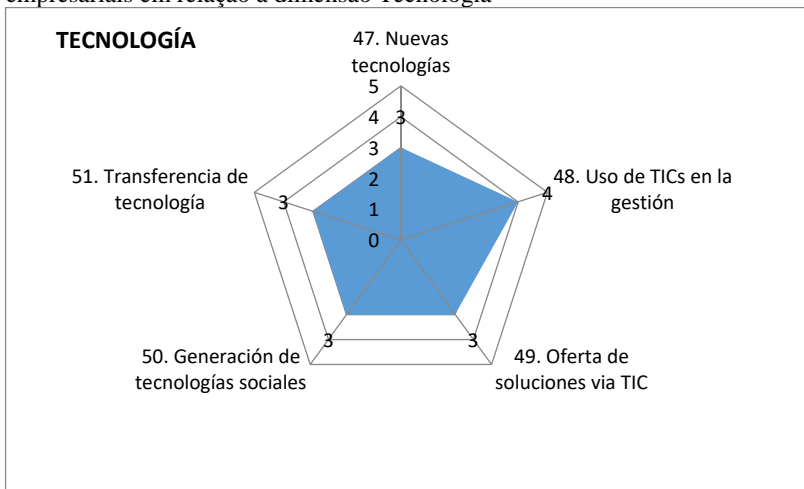 empresariais em relação à dimensão Tecnologia
TECNOLOGÍA
47. Nuevas
tecnologías
5
4
3
3
2
1
0
48. Uso de TICs en la
gestión
4
49. Oferta de
soluciones via TIC
3
50. Generación de
tecnologías sociales
3
51. Transferencia de
tecnología
3